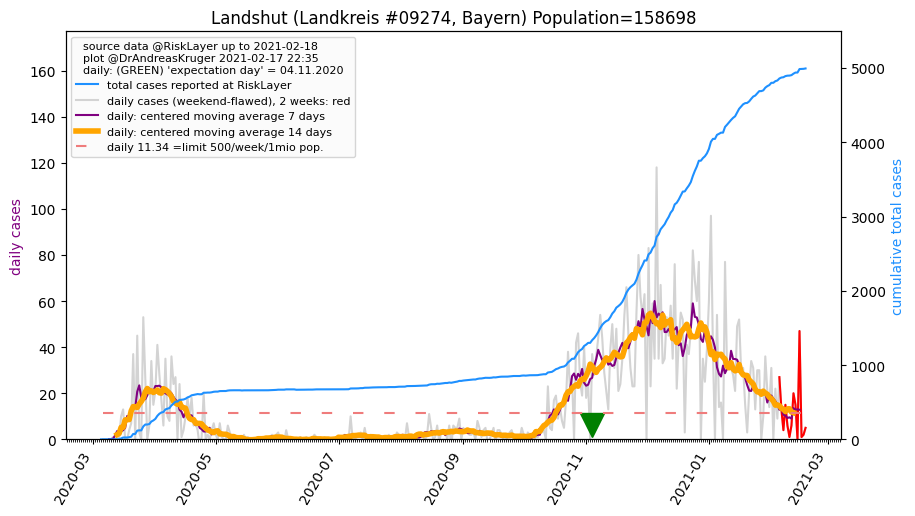 Landshut (Landkreis #09274, Bayern) Population=158698
source data @RiskLayer up to 2021-02-18
plot @DrAndreasKruger 2021-02-17 22:35
daily: (GREEN) 'expectation day' = 04.11.2020
total cases reported at RiskLayer
daily cases (weekend-flawed), 2 weeks: red
daily: centered moving average 7 days
daily: centered moving average 14 days
daily 11.34 =limit 500/week/1mio pop.
daily cases
160
140
120
100
80
60
40
20
0
5000
4000
3000
2000
1000
0
cumulative total cases
2020-03
2020-05
2020-07
2020-09
2020-11
2021-01
2021-03